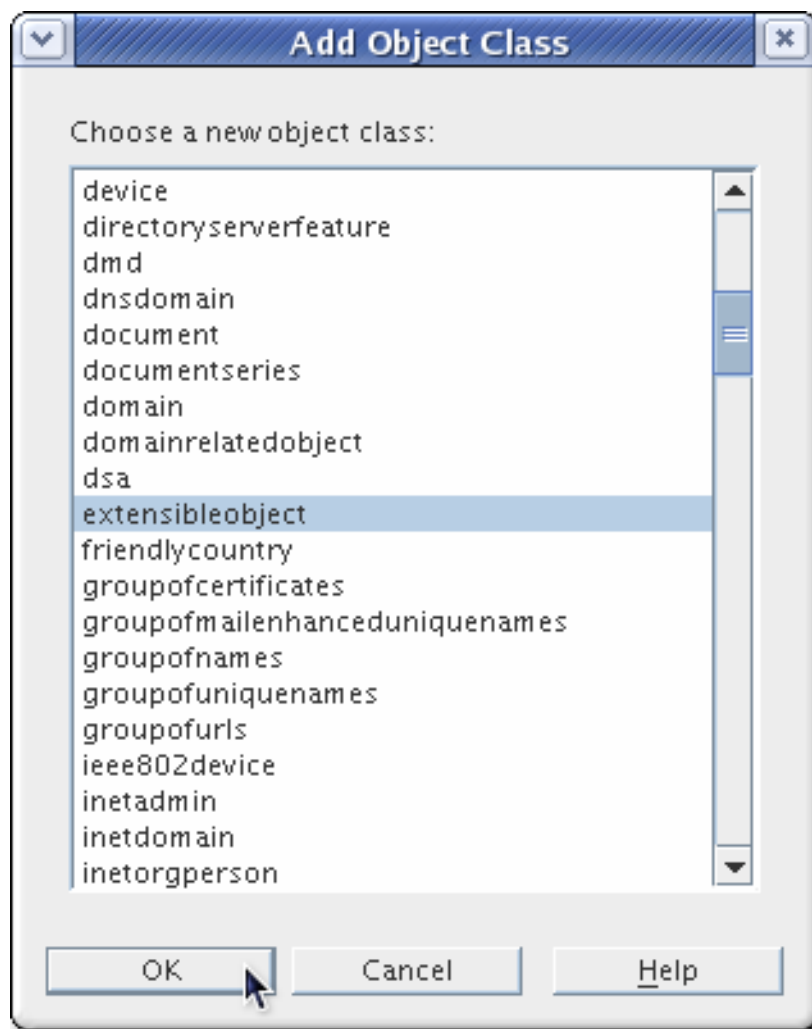 Add Object Class
Choose a new object class:
device
directoryserverfeature
dmd
dnsdomain
document
documentseries
domain
domainrelatedobject
dsa
extensibleobject
friendlycountry
groupofcertificates
groupofmailenhanceduniquenames
groupofnames
groupofuniquenames
groupofurls
ieee802device
inetadmin
inetdomain
inetorgperson
OK Cancel Help